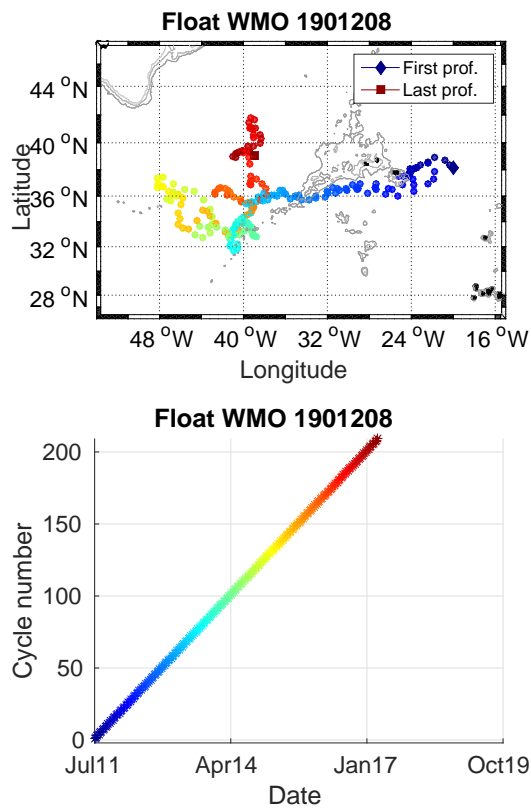 Float WMO 1901208
44 °N
40 °N
36 °N
32 °N
28 °N
Latitude
First prof.
Last prof.
48 °W
40 °W
32 °W
24 °W
16 °W
Longitude
Float WMO 1901208
200
150
100
50
0
Cycle number
Jul11
Apr14
Jan17
Oct19
Date